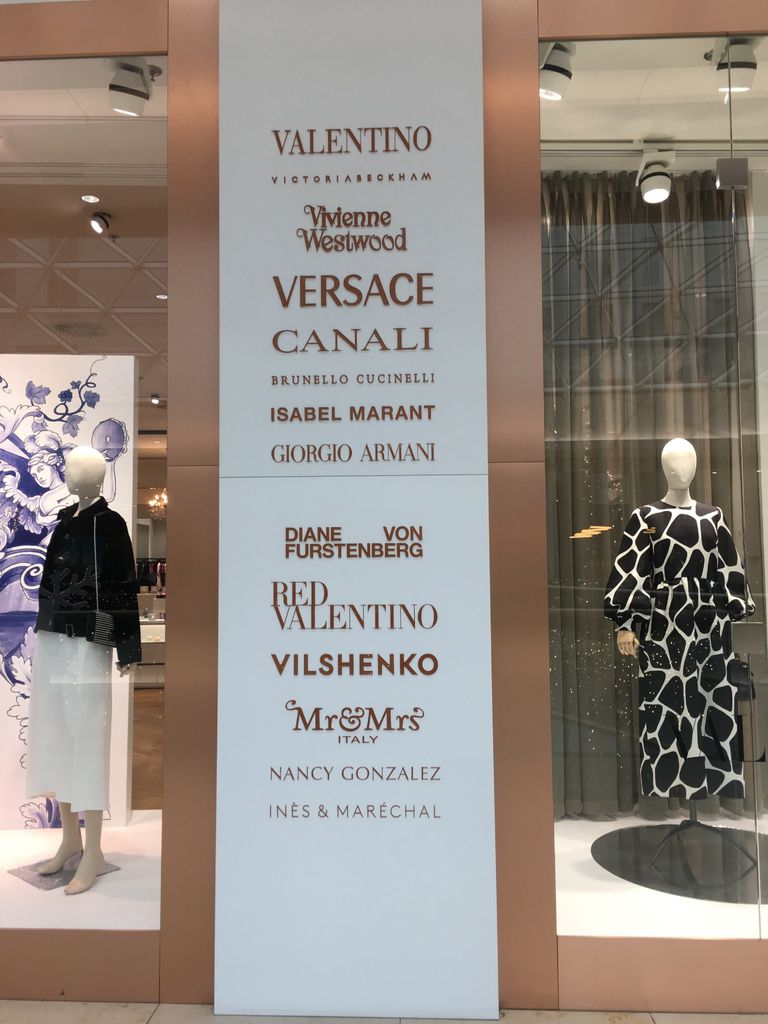 VALENTINO
VICTORIABECKHAM
Vivienne
Westwood
VERSACE
CANALI
BRUNELLO CUCINELLI
ISABEL MARANT
GIORGIO ARMANI
DIANE VON
FURSTENBERG
RED
VALENTINO
VILSHENKO
Mr&Mrs
ITALY
NANCY GONZALEZ
INÈS & MARÉCHAL